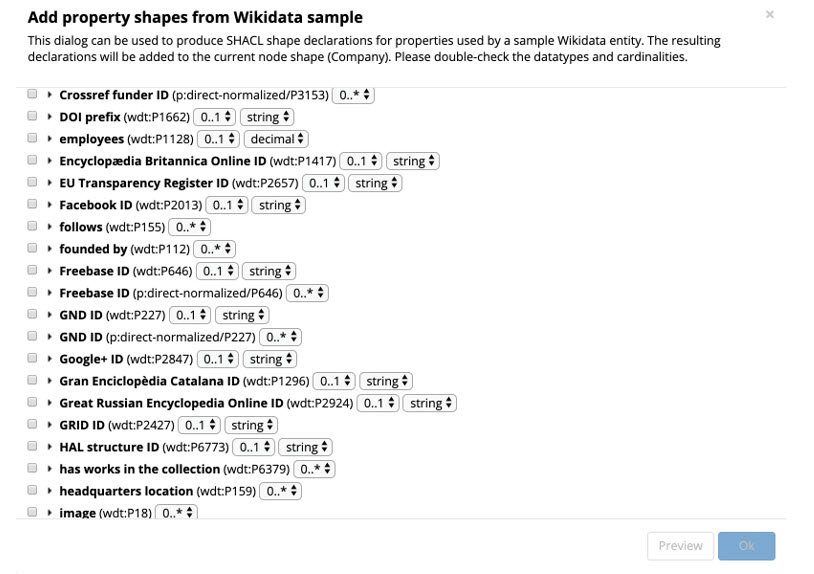 Add property shapes from Wikidata sample
×
This dialog can be used to produce SHACL shape declarations for properties used by a sample Wikidata entity. The resulting
declarations will be added to the current node shape (Company). Please double-check the datatypes and cardinalities.
Crossref funder ID (p:direct-normalized/P3153) 0..*
DOI prefix (wdt:P1662) 0..1 string
employees (wdt:P1128) 0..1 decimal
Encyclopædia Britannica Online ID (wdt:P1417) 0..1 string
EU Transparency Register ID (wdt:P2657) 0..1 string
Facebook ID (wdt:P2013) 0..1 string
follows (wdt:P155) 0..*
founded by (wdt:P112) 0..*
Freebase ID (wdt:P646) 0..1 string
Freebase ID (p:direct-normalized/P646) 0..*
GND ID (wdt:P227) 0..1 string
GND ID (p:direct-normalized/P227) 0..*
Google+ ID (wdt:P2847) 0..1 string
Gran Enciclopèdia Catalana ID (wdt:P1296) 0..1 string
Great Russian Encyclopedia Online ID (wdt:P2924) 0..1 string
GRID ID (wdt:P2427) 0..1 string
HAL structure ID (wdt:P6773) 0..1 string
has works in the collection (wdt:P6379) 0..*
headquarters location (wdt:P159) 0..*
image (wdt:P18) 0..*
Preview Ok